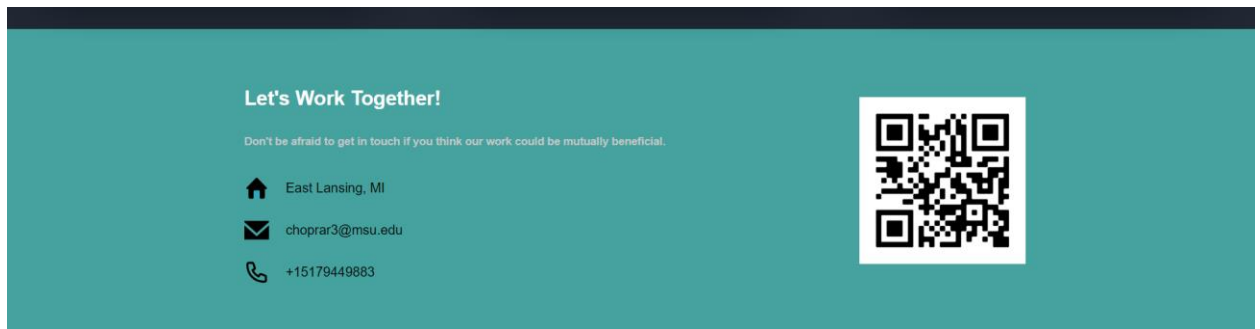 Let's Work Together!
Don't be afraid to get in touch if you think our work could be mutually beneficial.
East Lansing, MI
choprar3@msu.edu
+15179449883